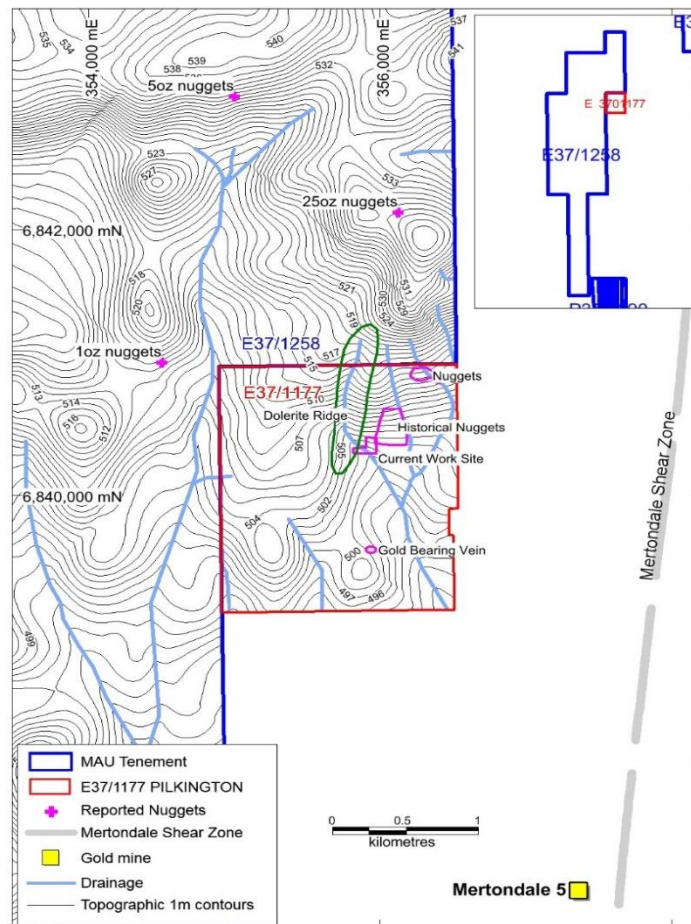 535
534
539
538
540
532
537
541
354,000 mE
356,000 mE
5oz nuggets
523
527
533
25oz nuggets
6,842,000 mN
518
520
521
531
530
529
524
519
517
515
1oz nuggets
E37/1258
E37/1177
510
Nuggets
Dolerite Ridge
Historical Nuggets
513
514
516
512
507
505
Current Work Site
6,840,000 mN
502
504
500
Gold Bearing Vein
497
496
499
E 3701177
E37/1258
Mertondale Shear Zone
MAU Tenement
E37/1177 PILKINGTON
Reported Nuggets
Mertondale Shear Zone
Gold mine
Drainage
Topographic 1m contours
0 0.5 1
kilometres
Mertondale 5